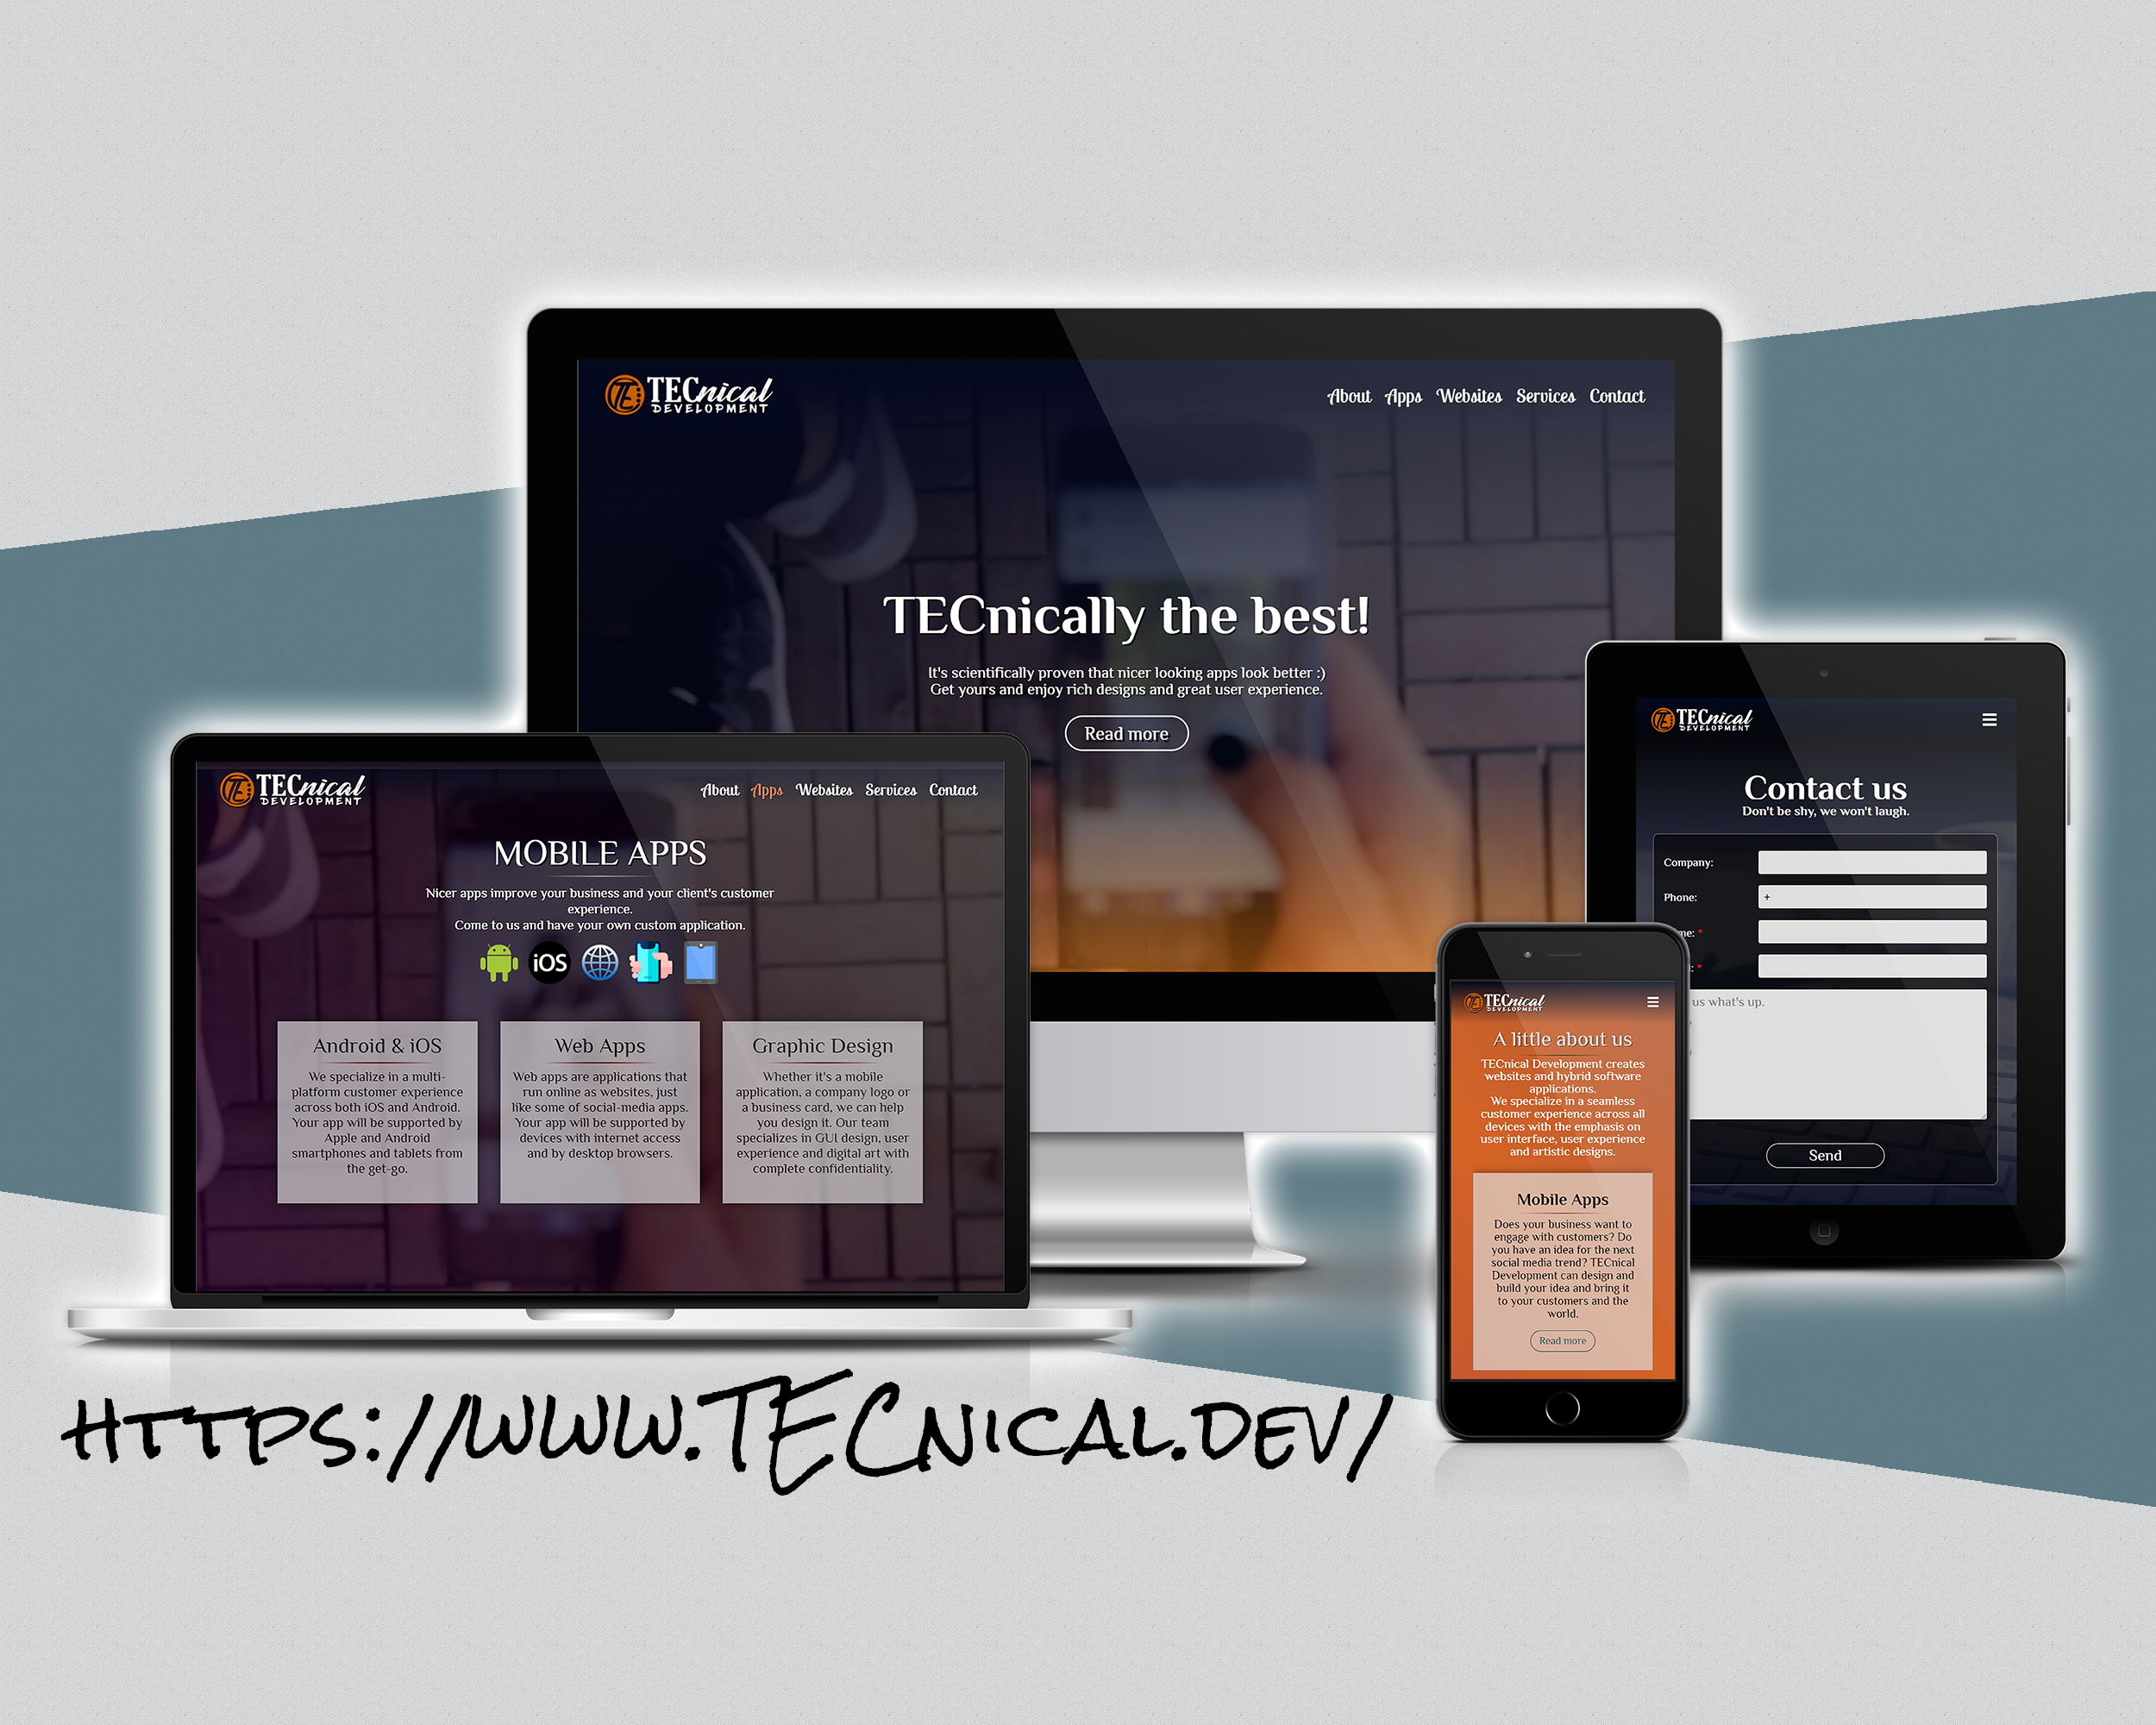 TECnical
DEVELOPMENT
About Apps Websites Services Contact
TECnically the best!
It's scientifically proven that nicer looking apps look better :)
Get yours and enjoy rich designs and great user experience.
Read more
TECnical
DEVELOPMENT
About Apps Websites Services Contact
MOBILE APPS
Nicer apps improve your business and your client's customer
experience.
Come to us and have your own custom application.
iOS
Android & iOS
We specialize in a multi-
platform customer experience
across both iOS and Android.
Your app will be supported by
Apple and Android
smartphones and tablets from
the get-go.
Web Apps
Web apps are applications that
run online as websites, just
like some of social-media apps.
Your app will be supported by
devices with internet access
and by desktop browsers.
Graphic Design
Whether it's a mobile
application, a company logo or
a business card, we can help
you design it. Our team
specializes in GUI design, user
experience and digital art with
complete confidentiality.
TECnical
DEVELOPMENT
Contact us
Don't be shy, we won't laugh.
Company:
Phone: +
me: *
: *
us what's up.
Send
TECnical
DEVELOPMENT
A little about us
TECnical Development creates
websites and hybrid software
applications.
We specialize in a seamless
customer experience across all
devices with the emphasis on
user interface, user experience
and artistic designs.
Mobile Apps
Does your business want to
engage with customers? Do
you have an idea for the next
social media trend? TECnical
Development can design and
build your idea and bring it
to your customers and the
world.
Read more
https://www.TECnical.dev/